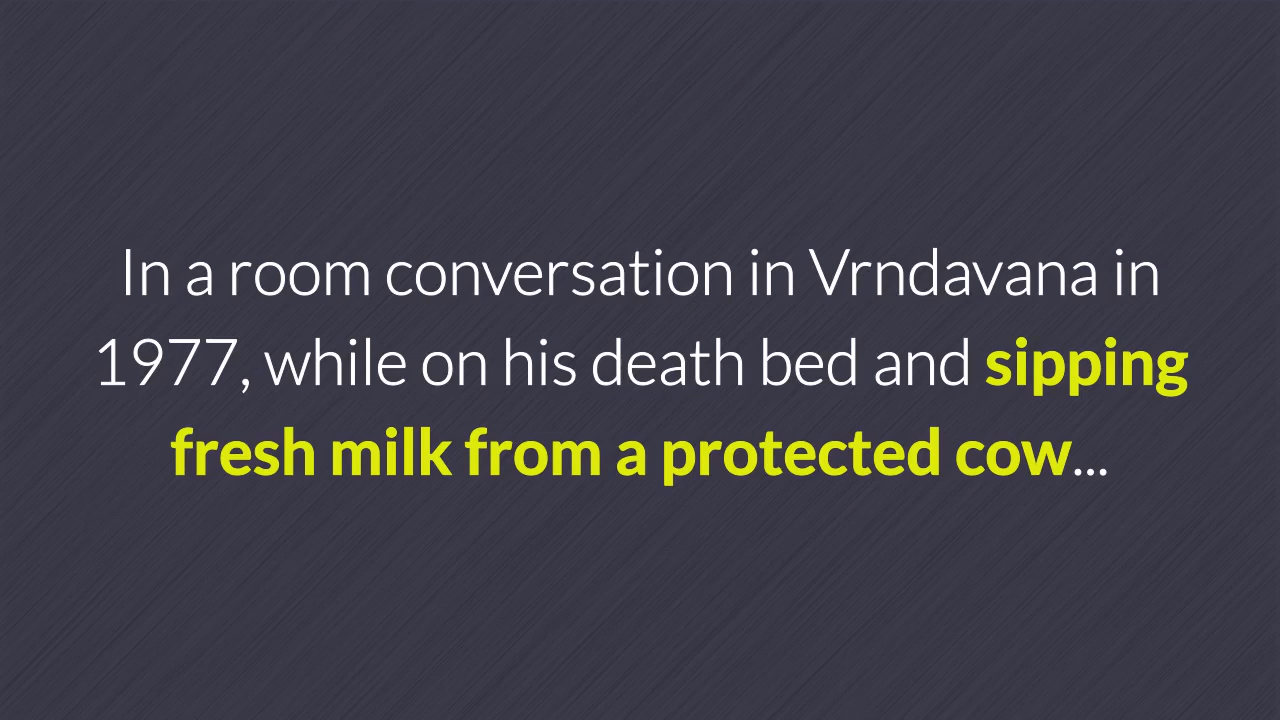 In a room conversation in Vrndavana in
1977, while on his death bed and sipping
fresh milk from a protected cow...